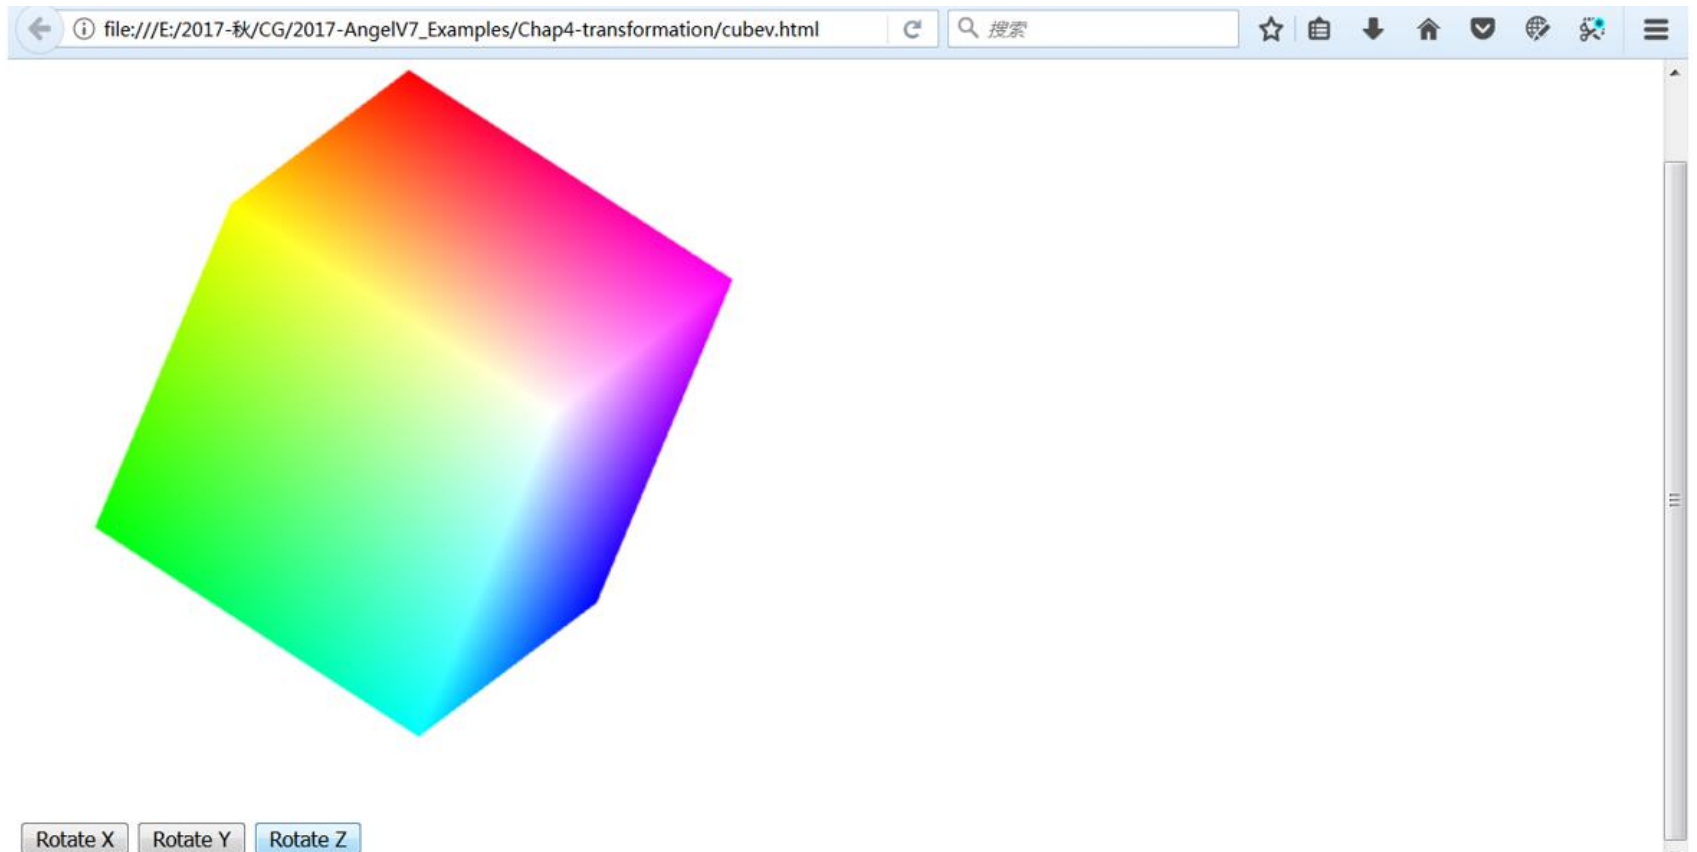 file:///E:/2017-秋/CG/2017-AngelV7_Examples/Chap4-transformation/cubev.html
搜索
Rotate X
Rotate Y
Rotate Z